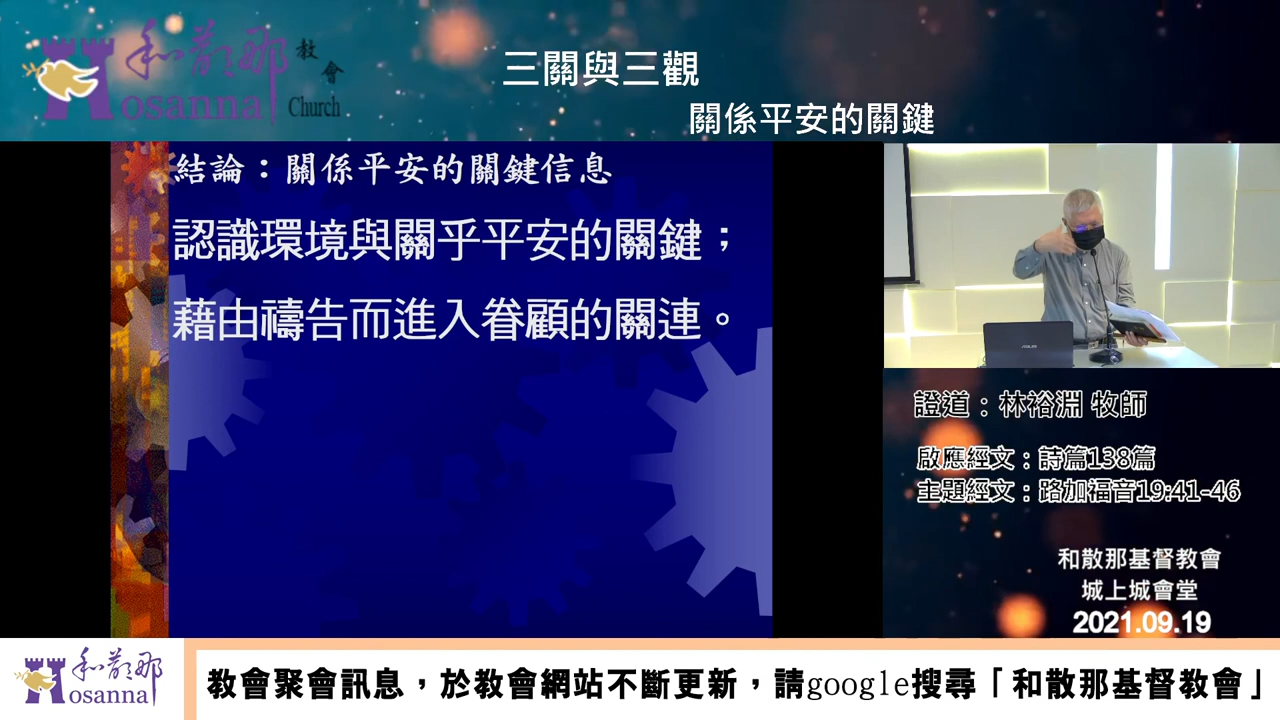 和散那教會
Hosanna Church
三關與三觀
關係平安的關鍵
結論：關係平安的關鍵信息
認識環境與關乎平安的關鍵；
藉由禱告而進入眷顧的關連。
ASUS
證道：林裕淵 牧師
啟應經文：詩篇138篇
主題經文：路加福音19:41-46
和散那基督教會
城上城會堂
2021.09.19
和散那
Hosanna
教會聚會訊息，於教會網站不斷更新，請google搜尋「和散那基督教會」